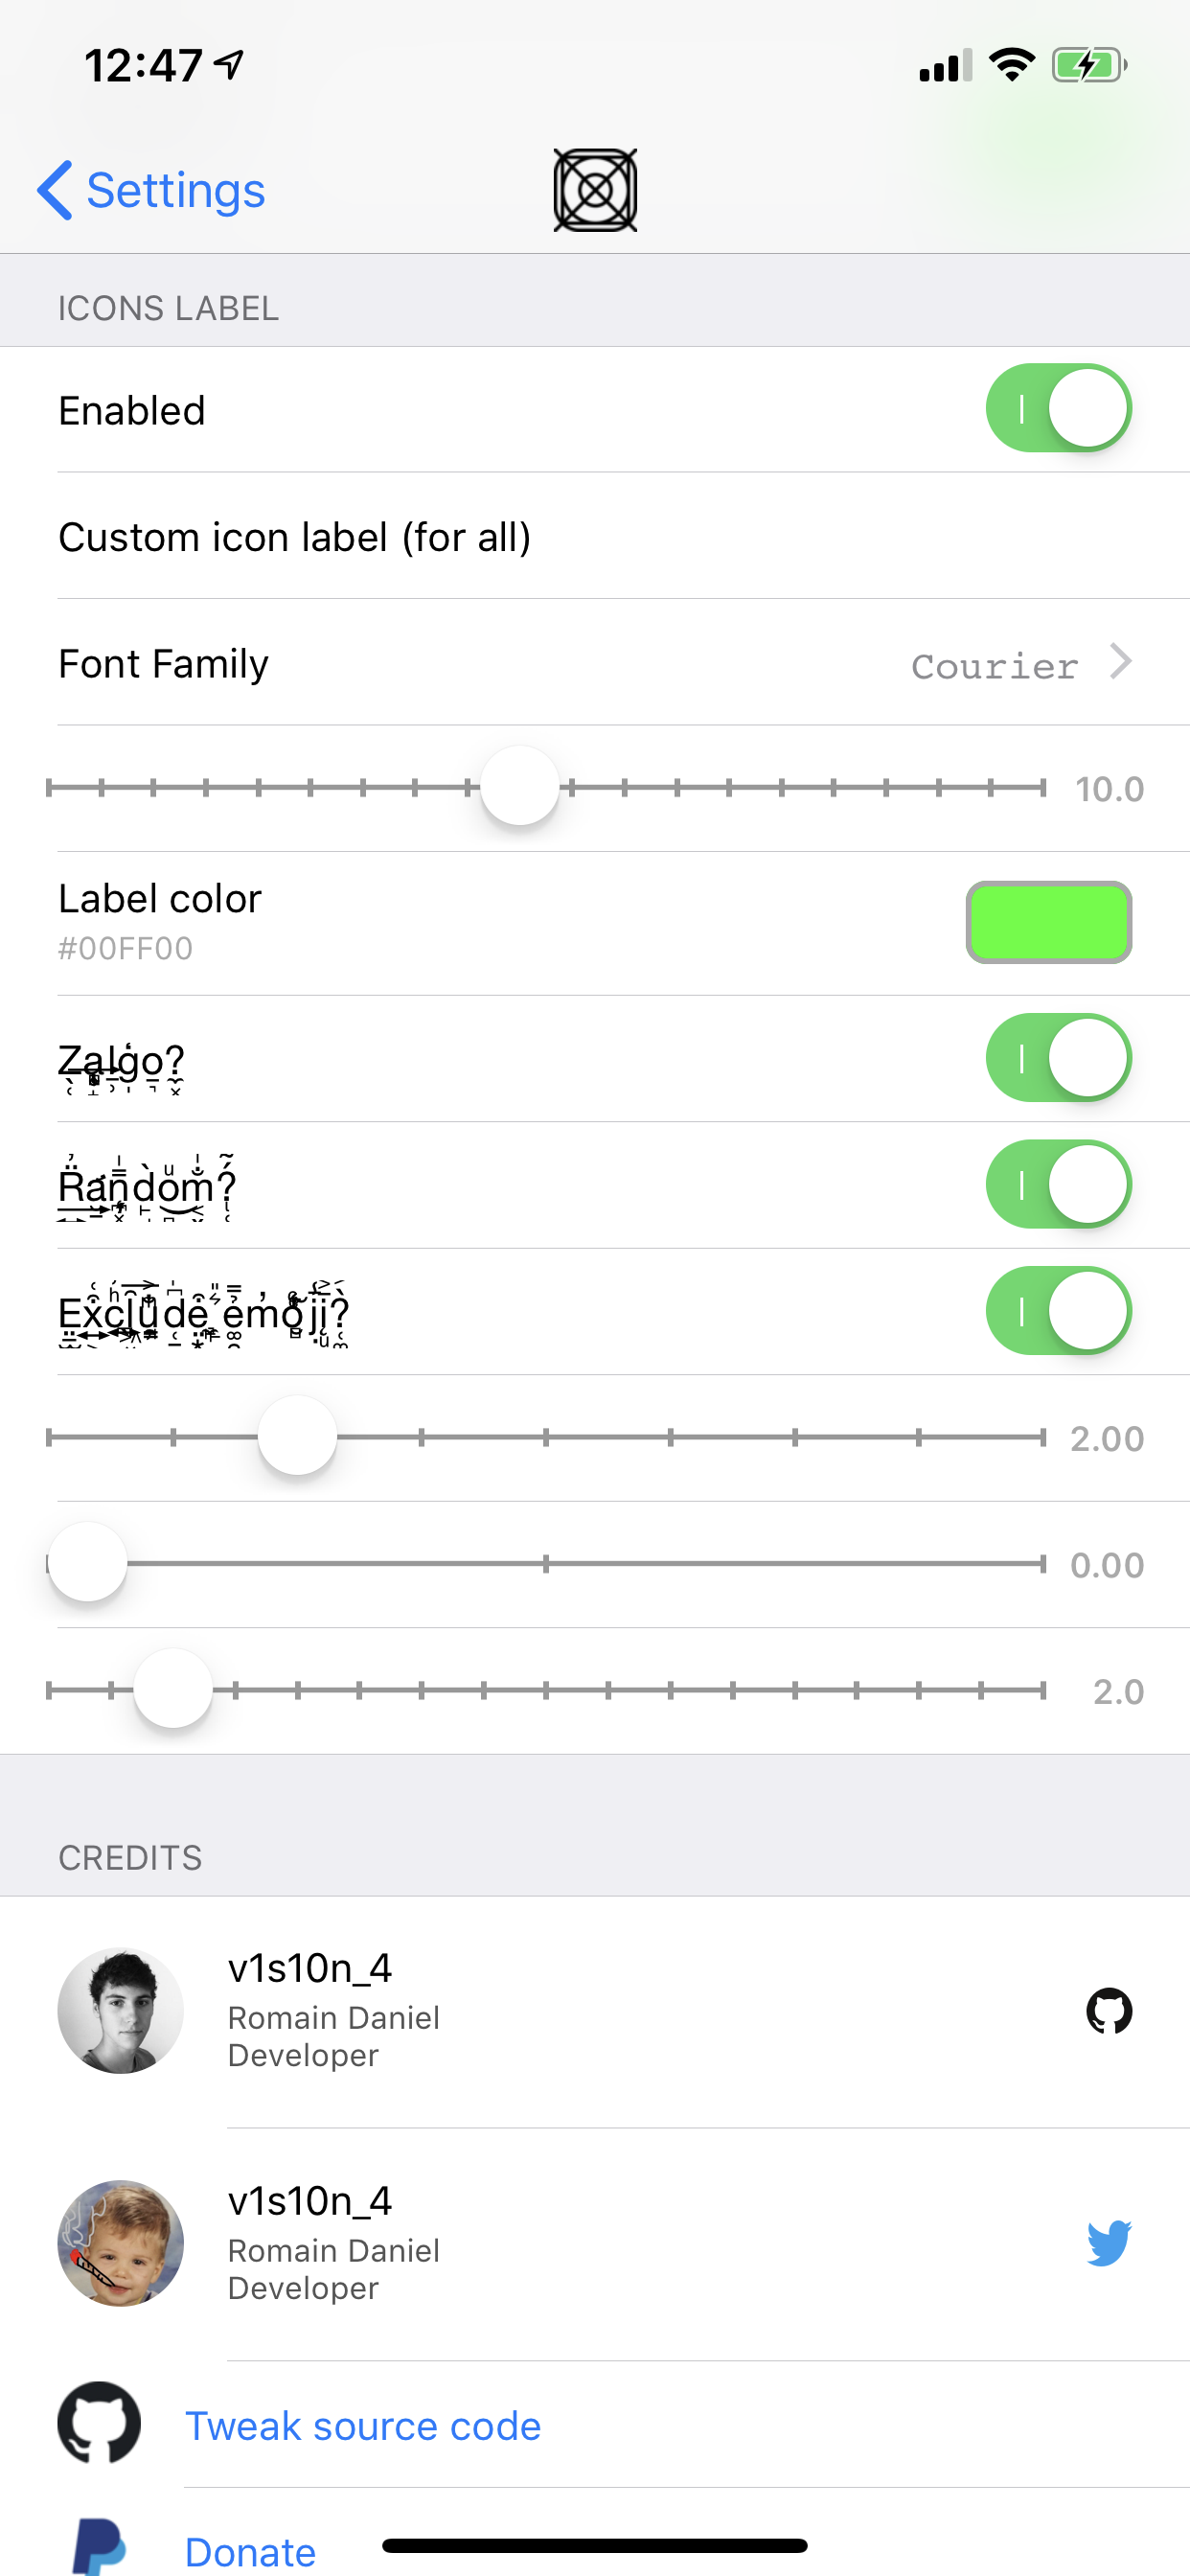 12:47
Settings
ICONS LABEL
Enabled
Custom icon label (for all)
Font Family
Courier
10.0
Label color
#00FF00
Zalgo?
Random?
Exclude emojji?
2.00
0.00
2.0
CREDITS
v1s10n_4
Romain Daniel
Developer
v1s10n_4
Romain Daniel
Developer
Tweak source code
Donate